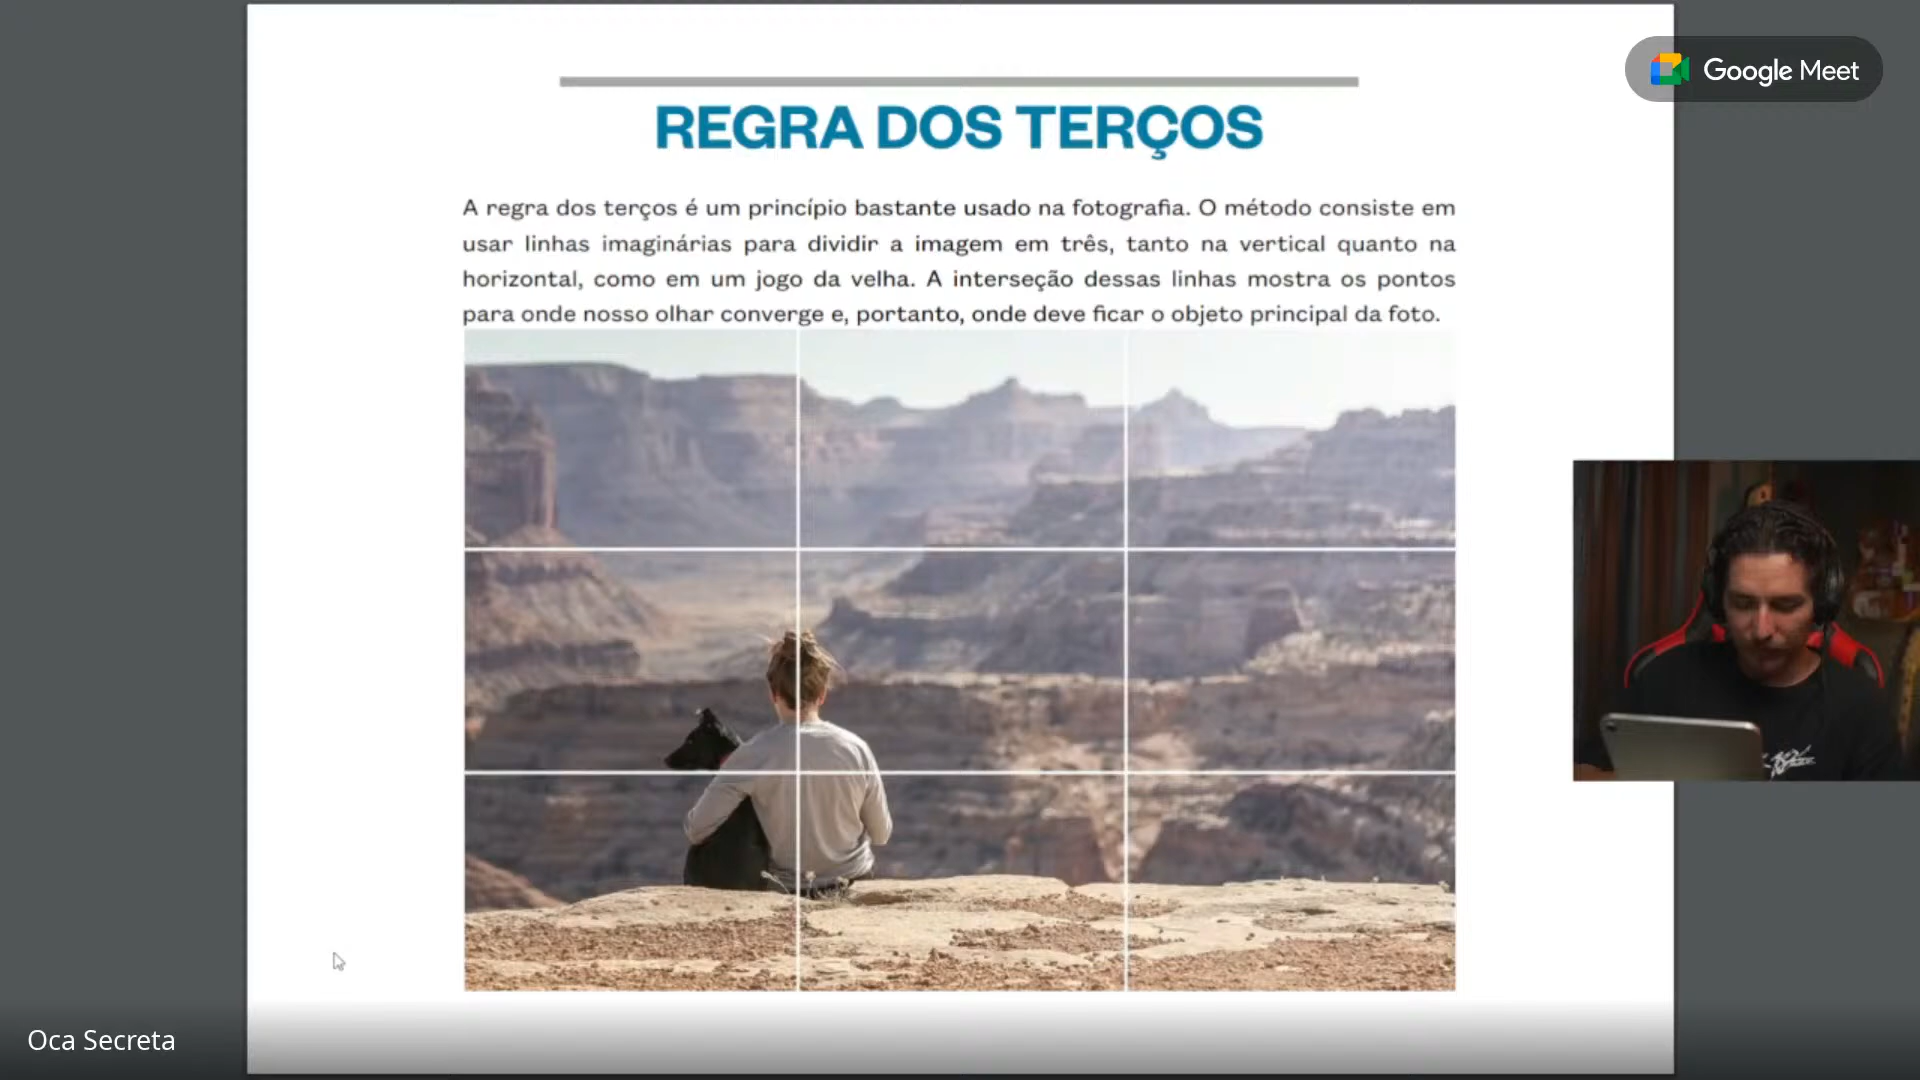 Google Meet
REGRA DOS TERÇOS
A regra dos terços é um princípio bastante usado na fotografia. O método consiste em
usar linhas imaginárias para dividir a imagem em três, tanto na vertical quanto na
horizontal, como em um jogo da velha. A interseção dessas linhas mostra os pontos
para onde nosso olhar converge e, portanto, onde deve ficar o objeto principal da foto.
Oca Secreta